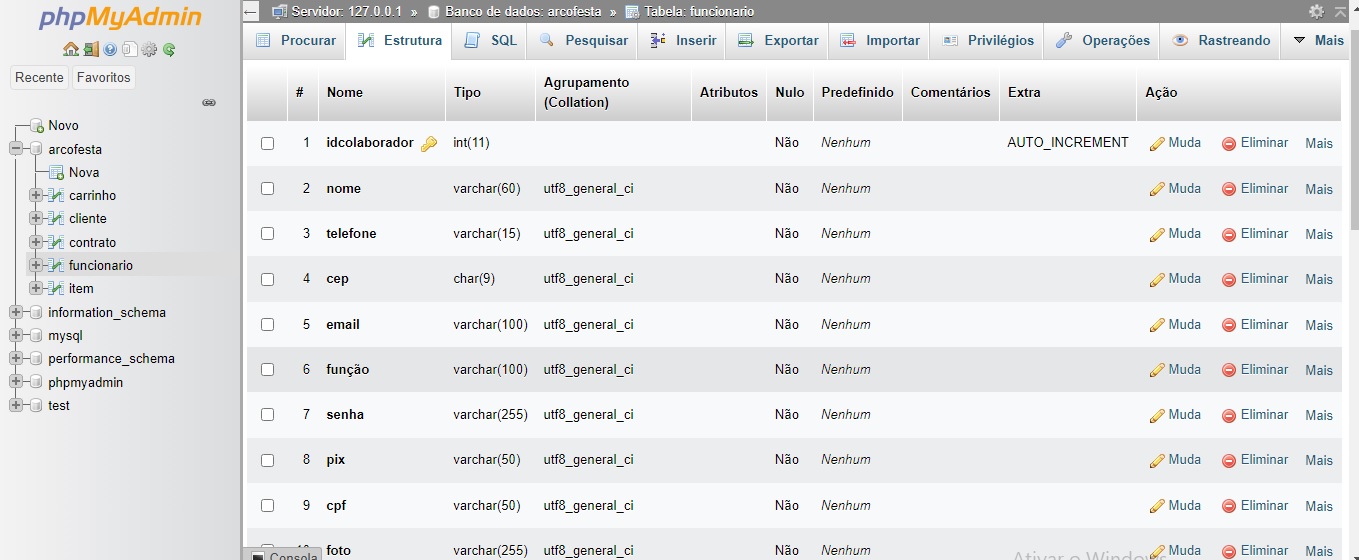 phpMyAdmin
Recente Favoritos
Novo
arcofesta
Nova
carrinho
cliente
contrato
funcionario
item
information_schema
mysql
performance_schema
phpmyadmin
test
Servidor: 127.0.0.1 » Banco de dados: arcofesta » Tabela: funcionario
Procurar Estrutura SQL Pesquisar Inserir Exportar Importar Privilégios Operações Rastreando Mais
# Nome Tipo Agrupamento (Collation) Atributos Nulo Predefinido Comentários Extra Ação
1 idcolaborador int(11) Não Nenhum AUTO_INCREMENT Muda Eliminar Mais
2 nome varchar(60) utf8_general_ci Não Nenhum Muda Eliminar Mais
3 telefone varchar(15) utf8_general_ci Não Nenhum Muda Eliminar Mais
4 cep char(9) utf8_general_ci Não Nenhum Muda Eliminar Mais
5 email varchar(100) utf8_general_ci Não Nenhum Muda Eliminar Mais
6 função varchar(100) utf8_general_ci Não Nenhum Muda Eliminar Mais
7 senha varchar(255) utf8_general_ci Não Nenhum Muda Eliminar Mais
8 pix varchar(50) utf8_general_ci Não Nenhum Muda Eliminar Mais
9 cpf varchar(50) utf8_general_ci Não Nenhum Muda Eliminar Mais
10 foto varchar(255) utf8_general_ci Não Nenhum Muda Eliminar Mais
Consola
Ativar o Windows